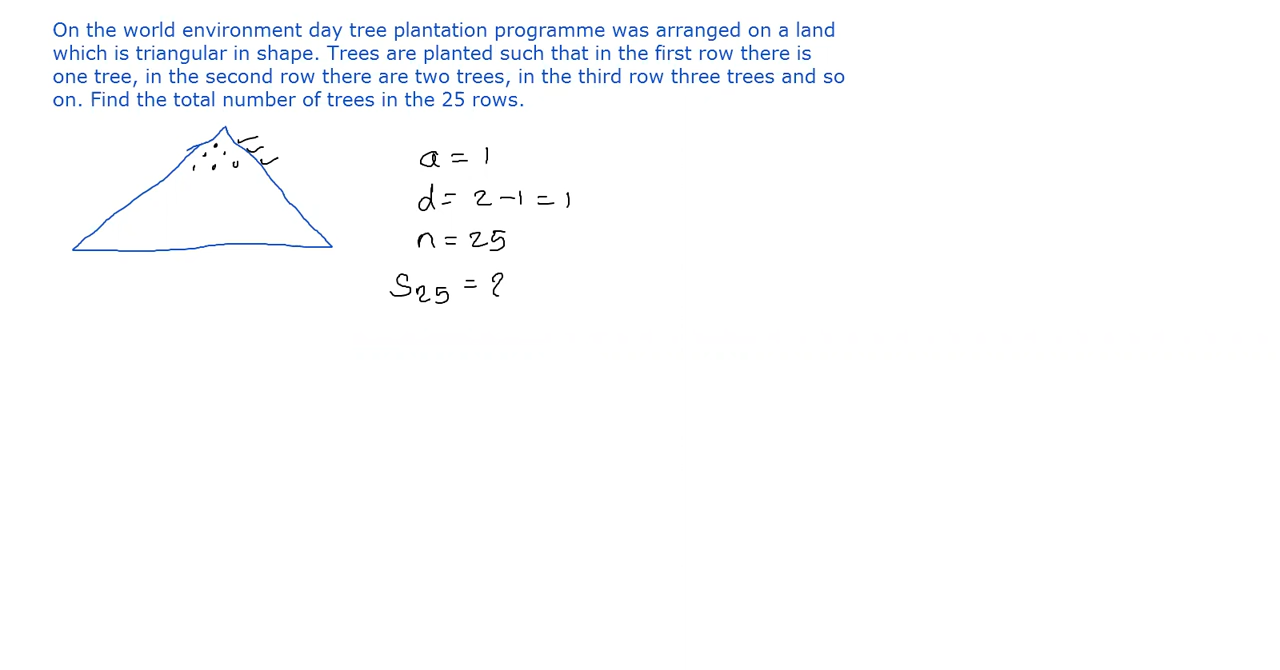 On the world environment day tree plantation programme was arranged on a land
which is triangular in shape. Trees are planted such that in the first row there is
one tree, in the second row there are two trees, in the third row three trees and so
on. Find the total number of trees in the 25 rows.
a = 1
d = 2 - 1 = 1
n = 25
S25 = ?